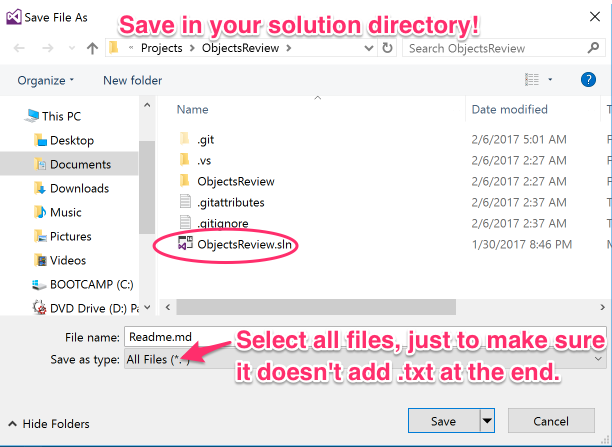 Save File As
Save in your solution directory!
« Projects › ObjectsReview ›
Search ObjectsReview
Organize
New folder
Name
Date modified
T
This PC
Desktop
Documents
Downloads
Music
Pictures
Videos
BOOTCAMP (C:)
DVD Drive (D:) Pa
.git 2/6/2017 5:01 AM F
.vs 2/6/2017 2:27 AM F
ObjectsReview 2/6/2017 2:27 AM F
.gitattributes 2/6/2017 2:37 AM T
.gitignore 2/6/2017 2:37 AM T
ObjectsReview.sln 1/30/2017 8:46 PM M
File name: Readme.md
Save as type: All Files (*.*)
Select all files, just to make sure
it doesn't add .txt at the end.
Hide Folders
Save
Cancel